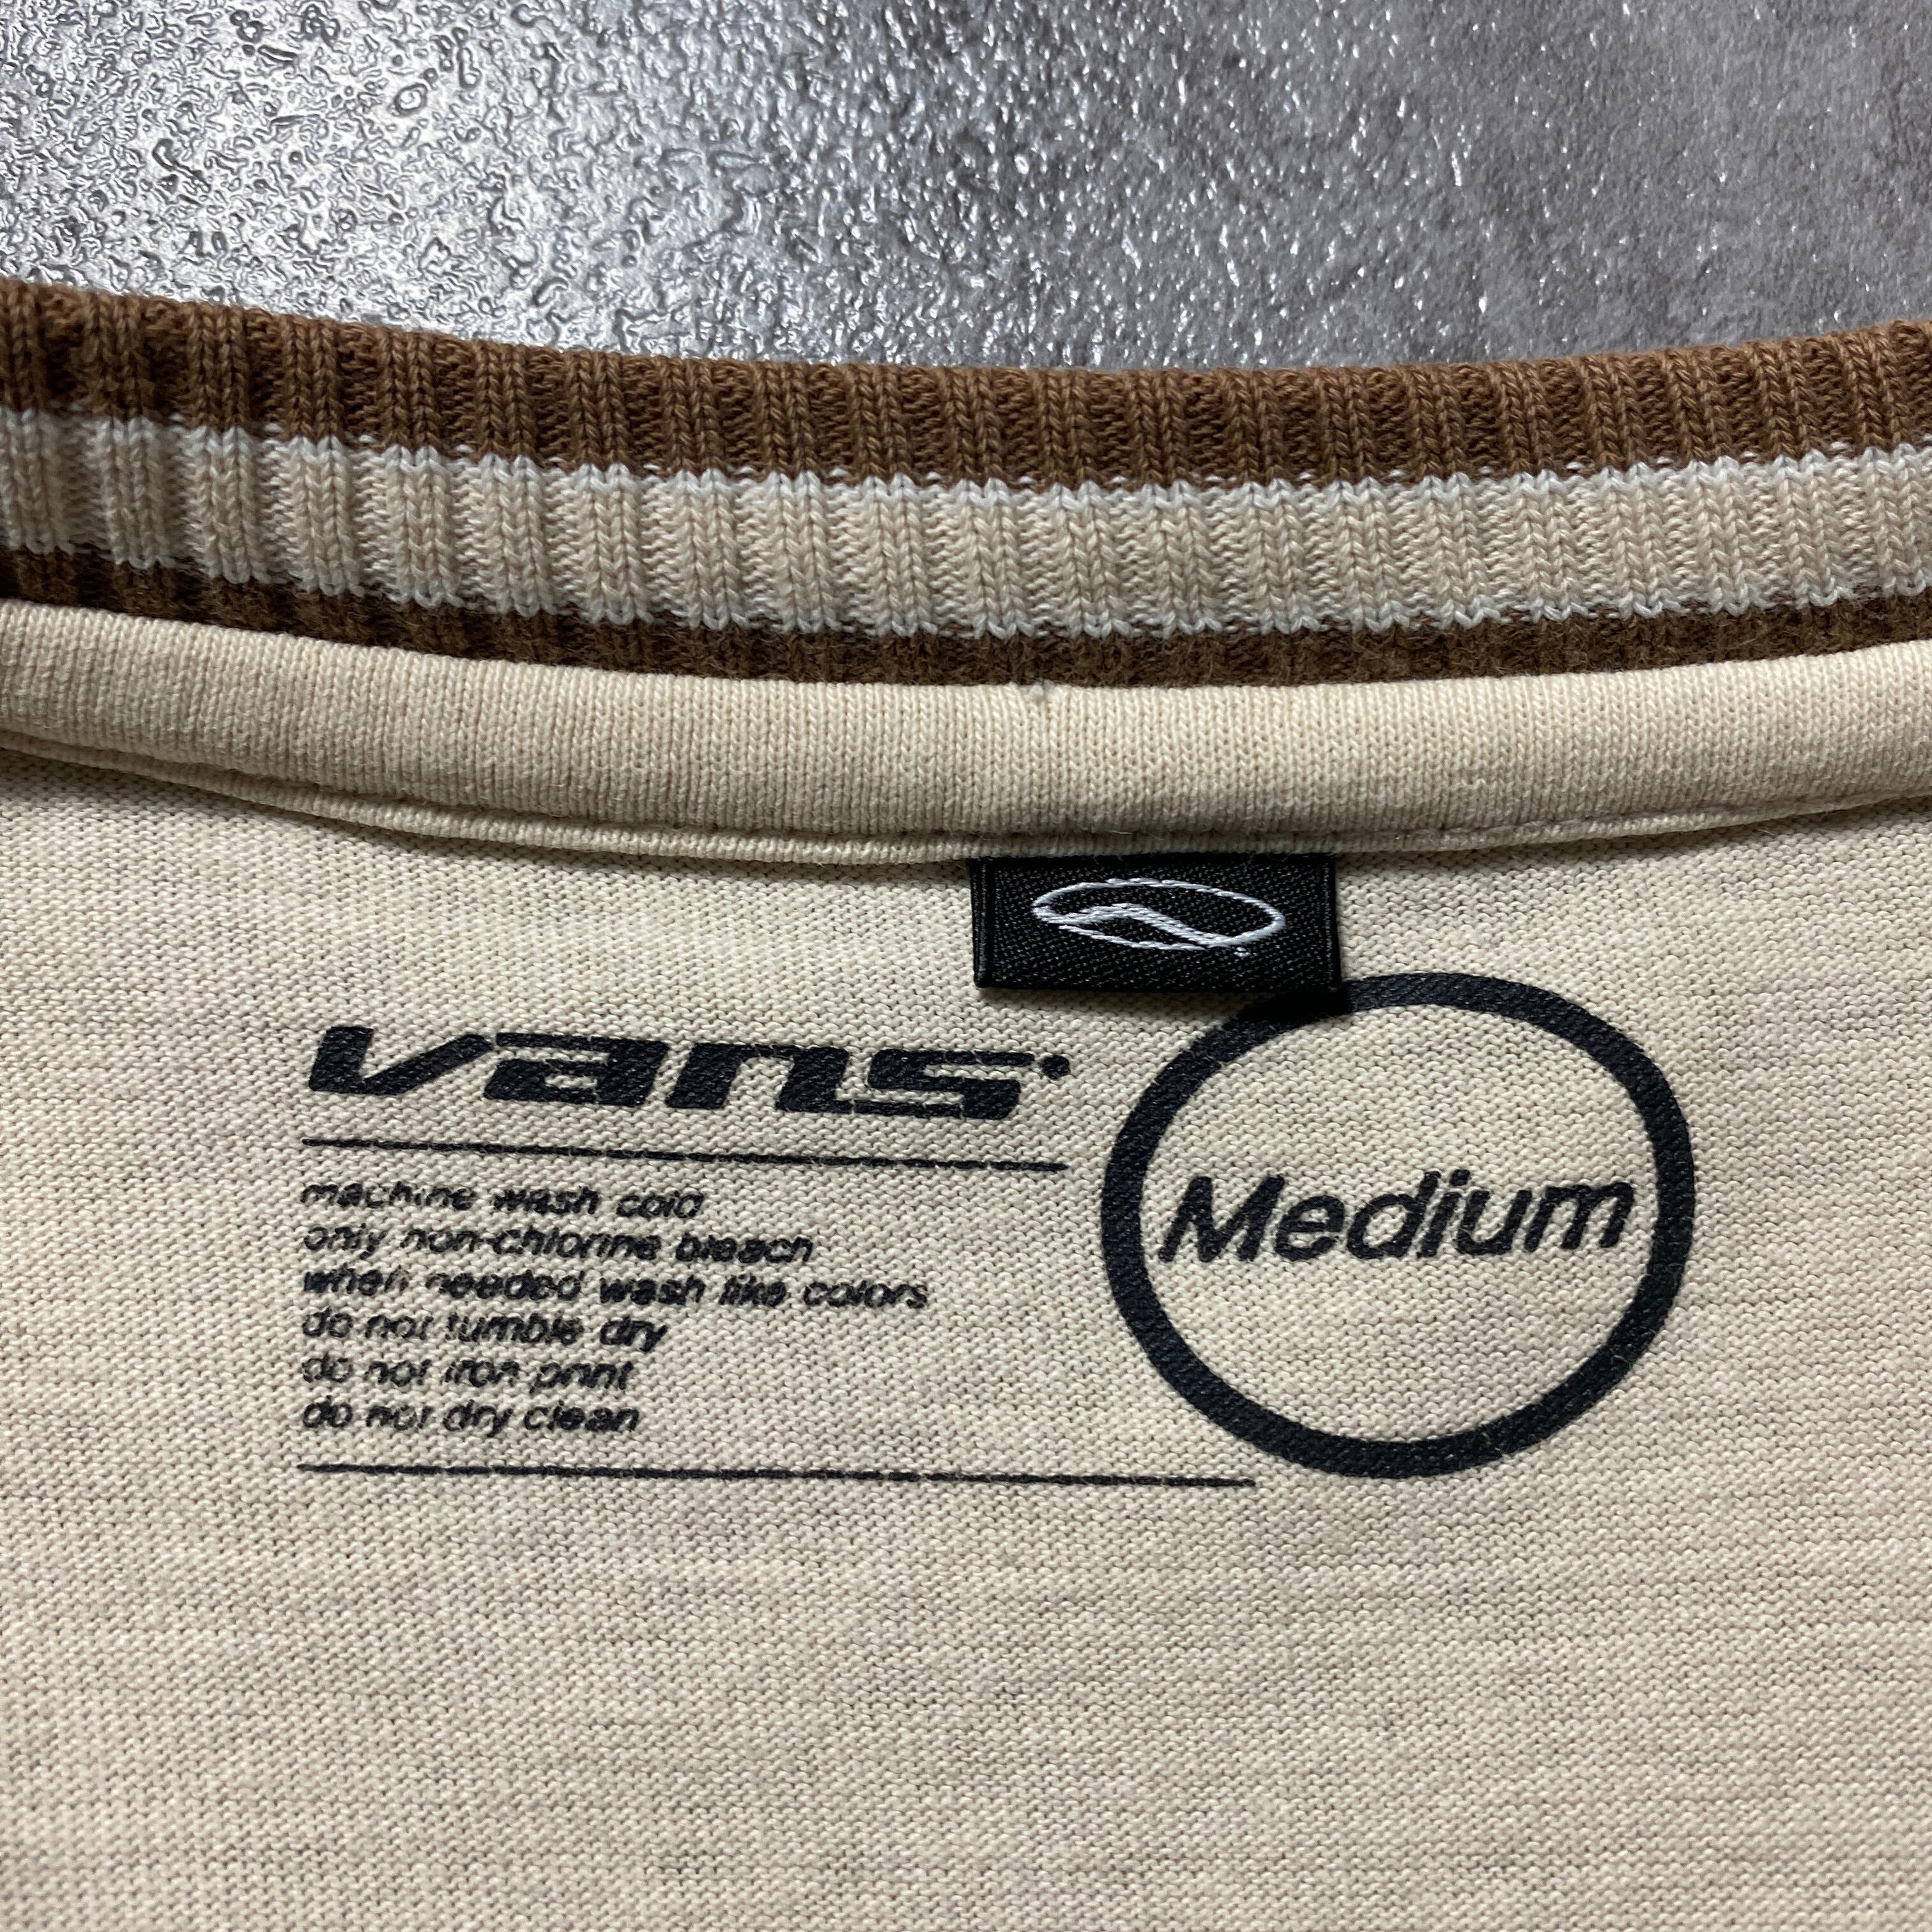 vans
machine wash cold
only non-chlorine bleach
when needed wash like colors
do not tumble dry
do not iron print
do not dry clean
Medium